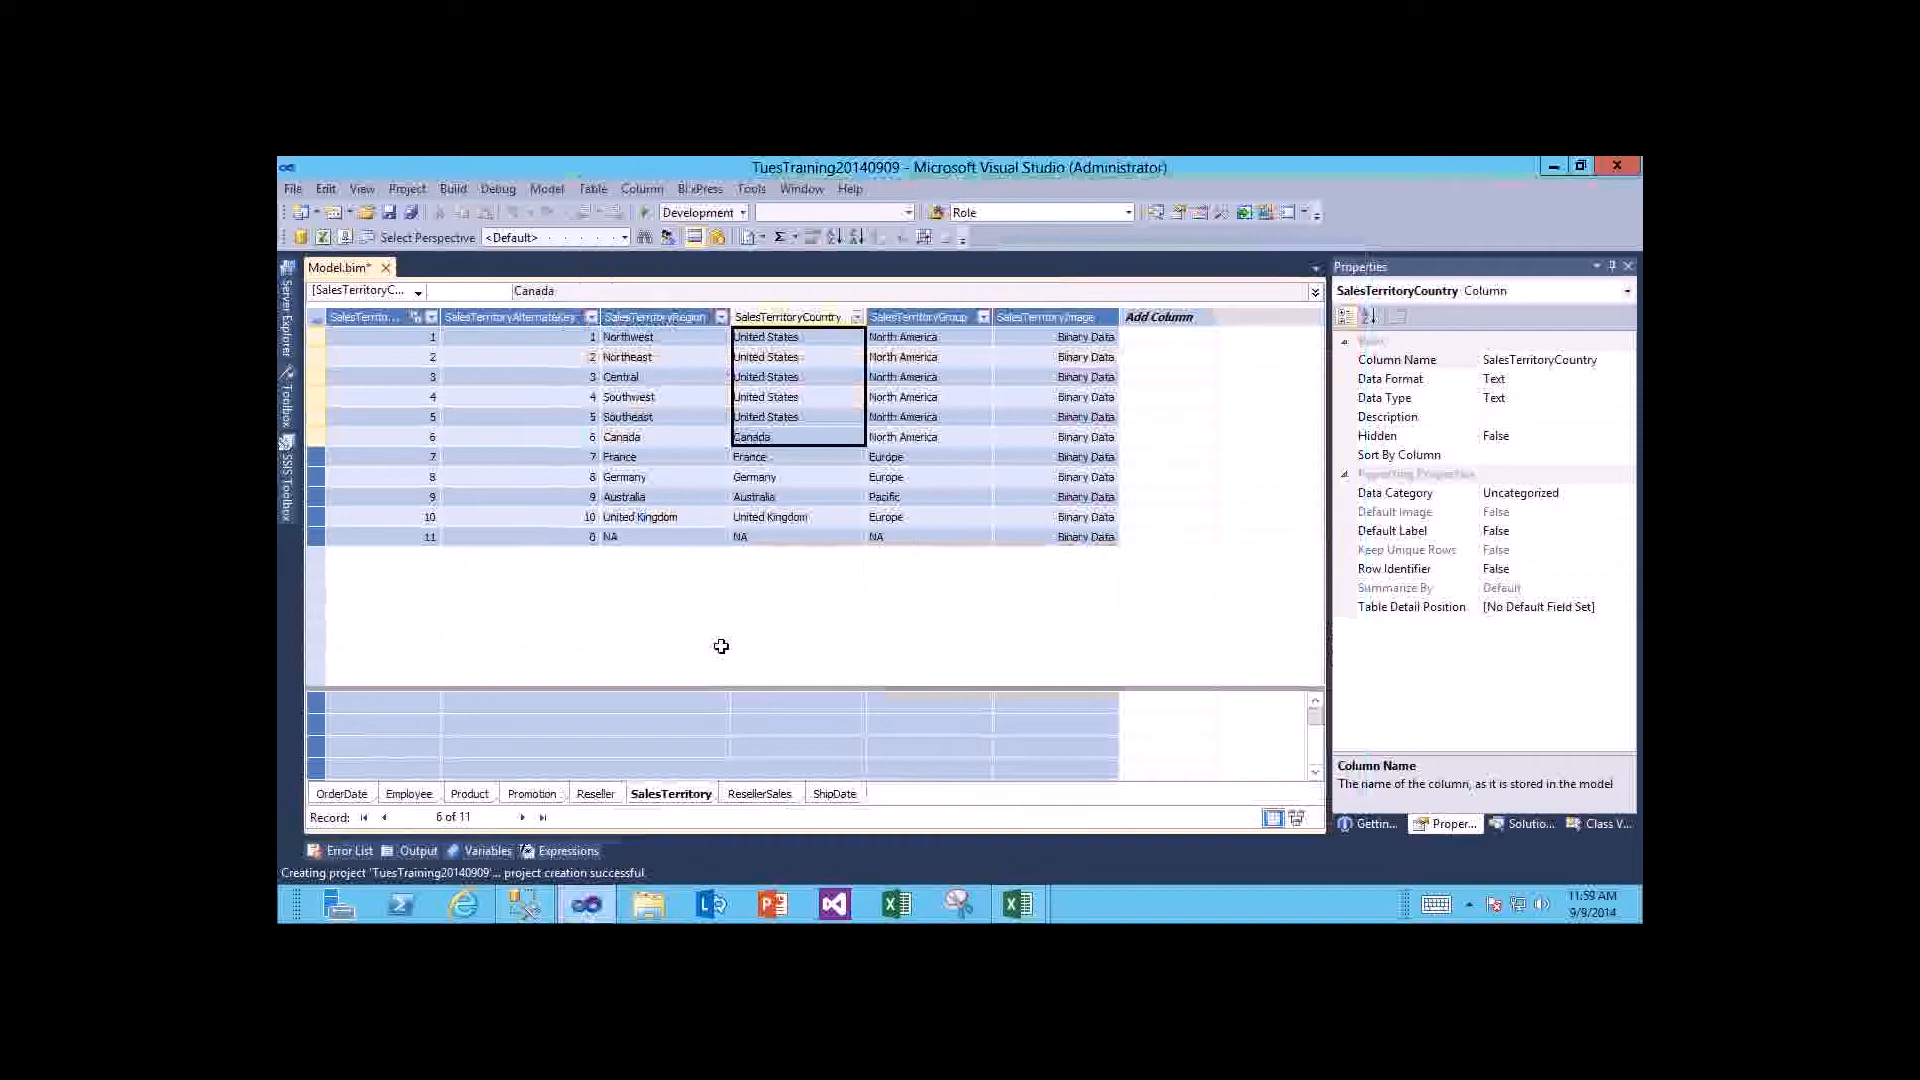 TuesTraining20140909 - Microsoft Visual Studio (Administrator)
File Edit View Project Build Debug Model Table Column BI.xPress Tools Window Help
Development Role
Select Perspective <Default>
Model.bim*
[SalesTerritoryC... Canada
SalesTerrito... SalesTerritoryAlternateKey SalesTerritoryRegion SalesTerritoryCountry SalesTerritoryGroup SalesTerritoryImage Add Column
1 1 Northwest United States North America Binary Data
2 2 Northeast United States North America Binary Data
3 3 Central United States North America Binary Data
4 4 Southwest United States North America Binary Data
5 5 Southeast United States North America Binary Data
6 6 Canada Canada North America Binary Data
7 7 France France Europe Binary Data
8 8 Germany Germany Europe Binary Data
9 9 Australia Australia Pacific Binary Data
10 10 United Kingdom United Kingdom Europe Binary Data
11 0 NA NA NA Binary Data
OrderDate Employee Product Promotion Reseller SalesTerritory ResellerSales ShipDate
Record: 6 of 11
Server Explorer
Toolbox
SSIS Toolbox
Properties
SalesTerritoryCountry Column
Column Name SalesTerritoryCountry
Data Format Text
Data Type Text
Description
Hidden False
Sort By Column
Reporting Properties
Data Category Uncategorized
Default Image False
Default Label False
Keep Unique Rows False
Row Identifier False
Summarize By Default
Table Detail Position [No Default Field Set]
Column Name
The name of the column, as it is stored in the model
Gettin... Proper... Solutio... Class V...
Error List Output Variables Expressions
Creating project 'TuesTraining20140909'... project creation successful.
11:59 AM
9/9/2014